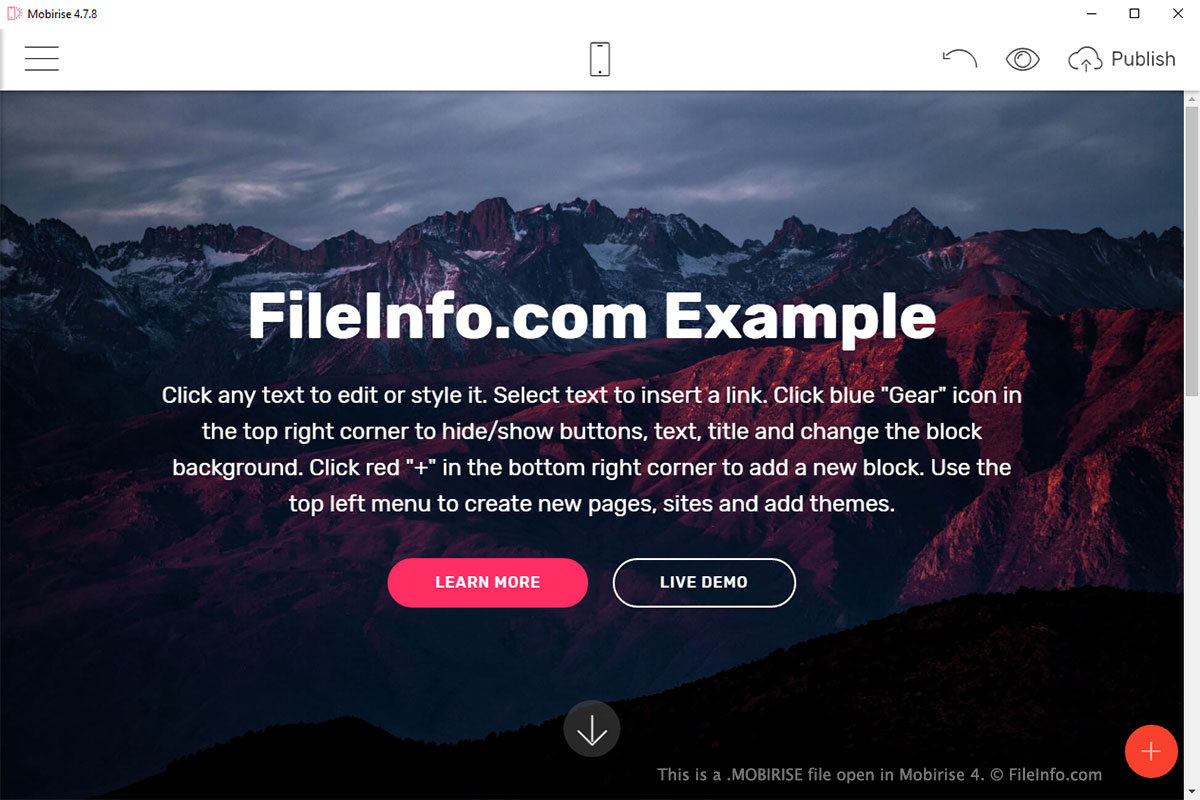 Mobirise 4.7.8
Publish
FileInfo.com Example
Click any text to edit or style it. Select text to insert a link. Click blue "Gear" icon in
the top right corner to hide/show buttons, text, title and change the block
background. Click red "+" in the bottom right corner to add a new block. Use the
top left menu to create new pages, sites and add themes.
LEARN MORE
LIVE DEMO
This is a .MOBIRISE file open in Mobirise 4. © FileInfo.com